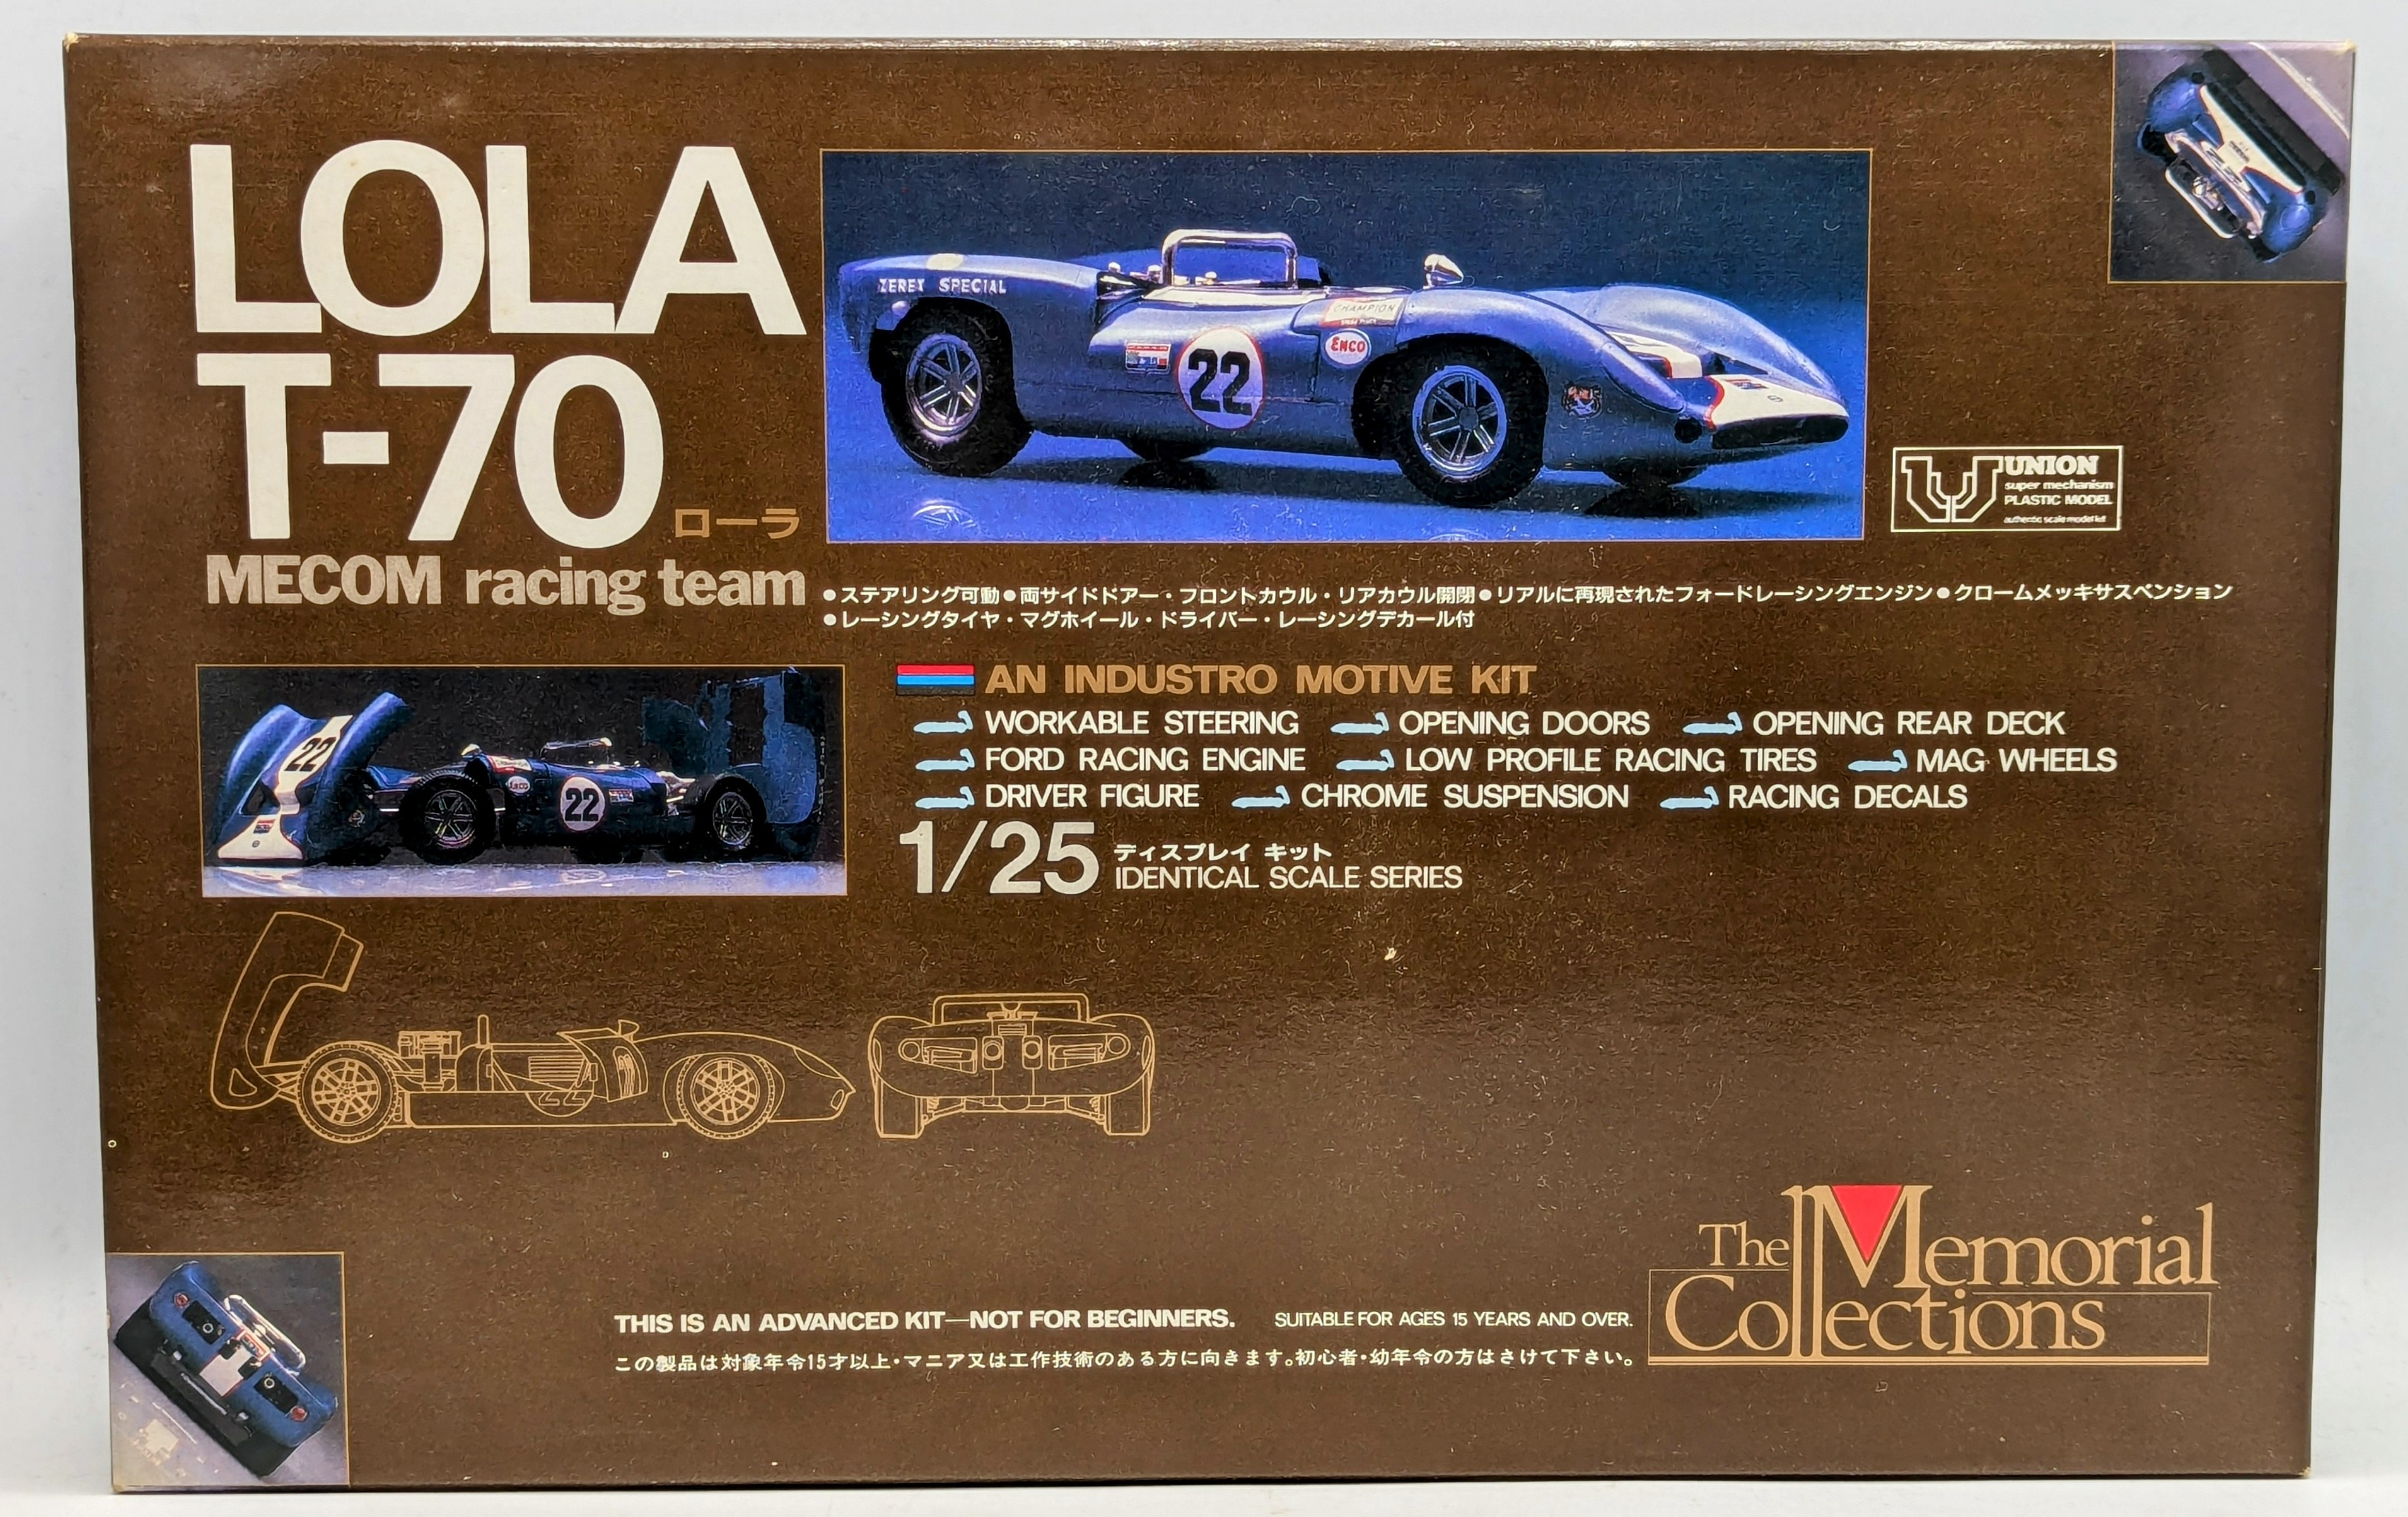 LOLA
T-70
ローラ
MECOM racing team
ZEREX SPECIAL
CHAMPION
ENCO
22
UNION
super mechanism
PLASTIC MODEL
authentic scale model kit
●ステアリング可動●両サイドドアー・フロントカウル・リアカウル開閉●リアルに再現されたフォードレーシングエンジン●クロームメッキサスペンション
●レーシングタイヤ・マグホイール・ドライバー・レーシングデカール付
22
Enco
22
AN INDUSTRO MOTIVE KIT
WORKABLE STEERING OPENING DOORS OPENING REAR DECK
FORD RACING ENGINE LOW PROFILE RACING TIRES MAG WHEELS
DRIVER FIGURE CHROME SUSPENSION RACING DECALS
1/25 ディスプレイ キット
IDENTICAL SCALE SERIES
22
The Memorial
Collections
THIS IS AN ADVANCED KIT—NOT FOR BEGINNERS. SUITABLE FOR AGES 15 YEARS AND OVER.
この製品は対象年令15才以上・マニア又は工作技術のある方に向きます。初心者・幼年令の方はさけて下さい。